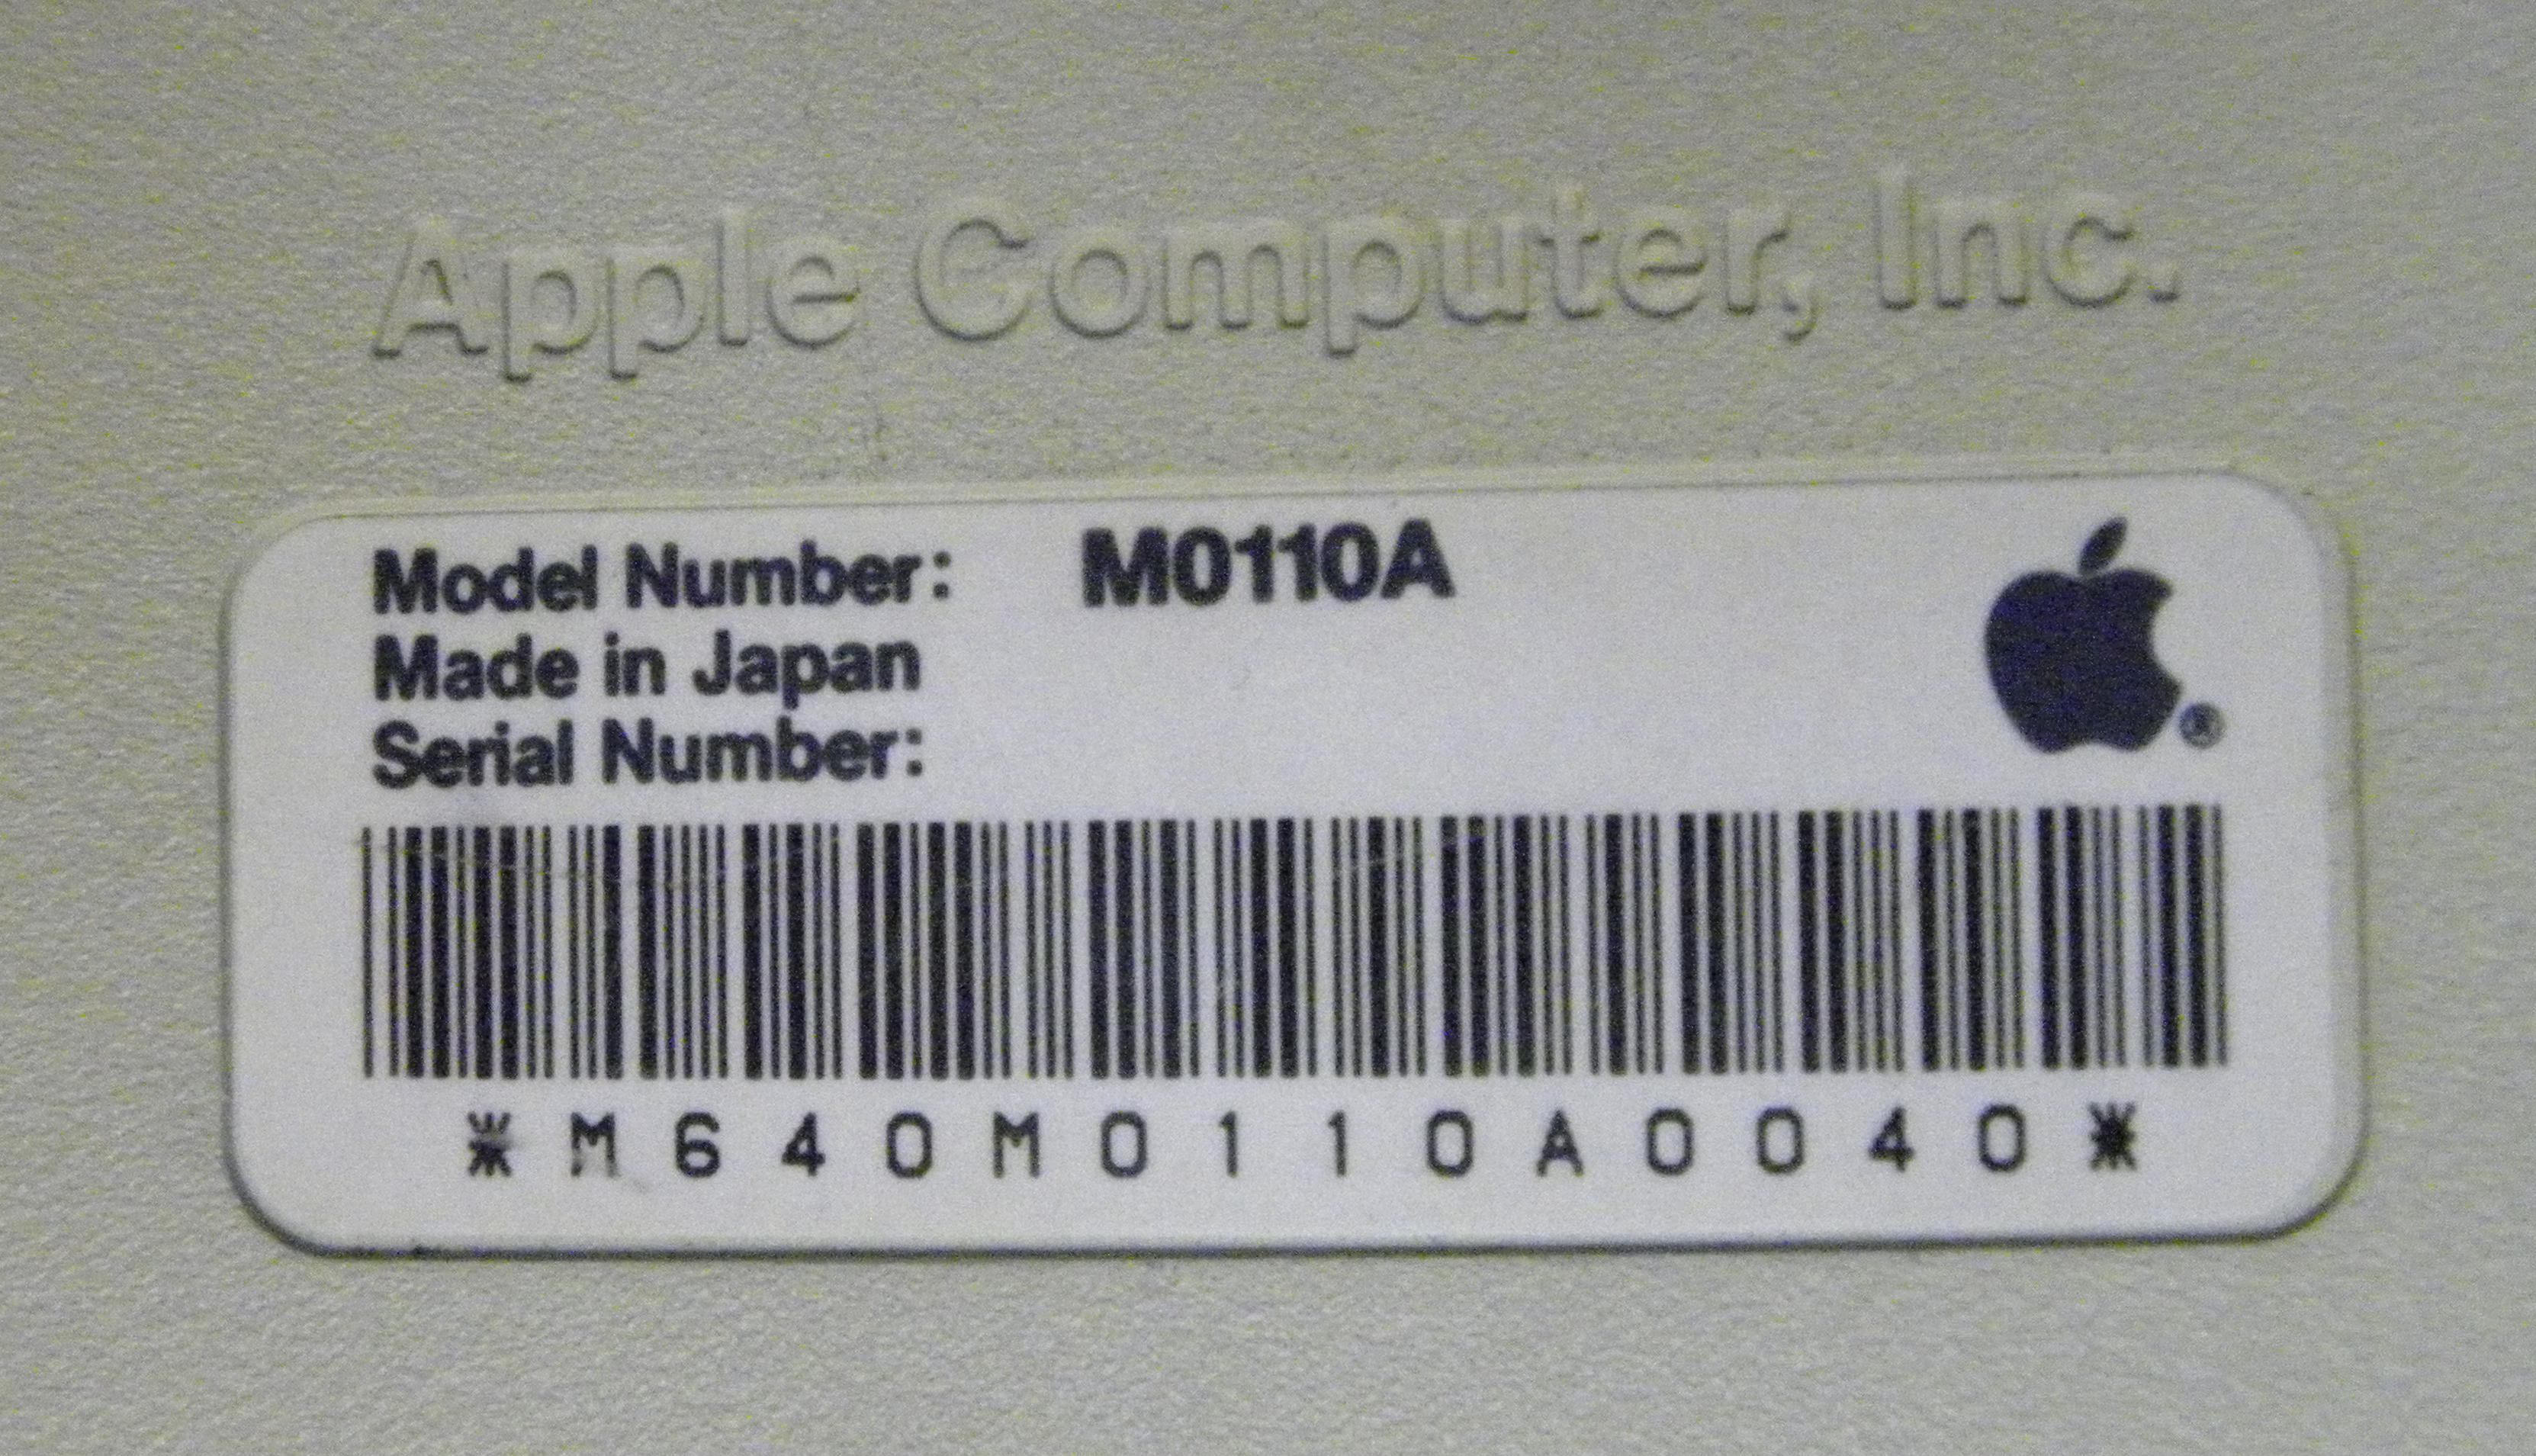 Apple Computer, Inc.
Model Number: M0110A
Made in Japan
Serial Number:
®
*M640M0110A0040*